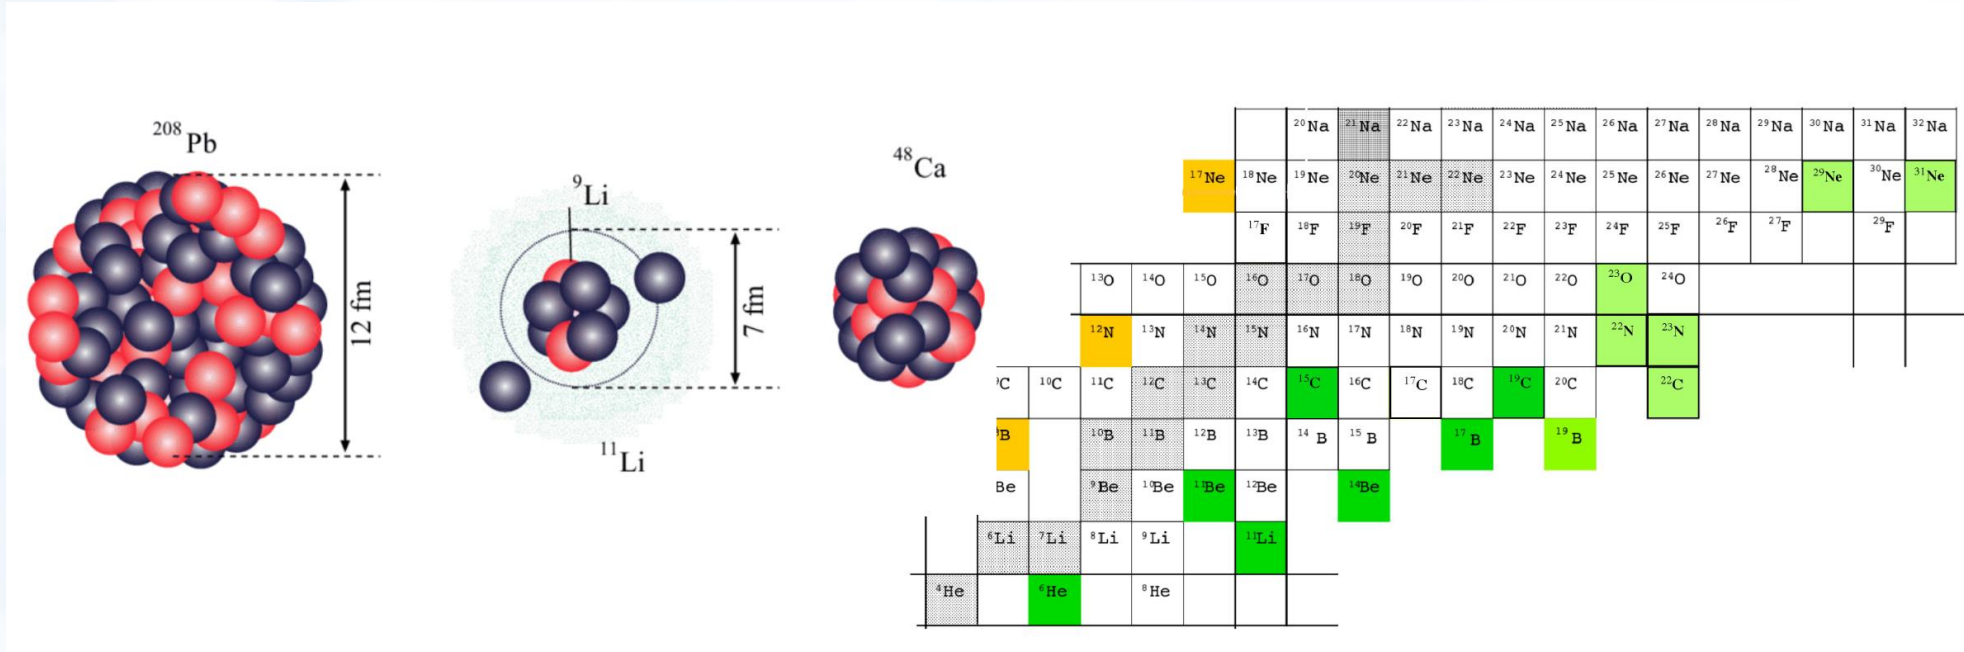 ²⁰⁸Pb
12 fm
⁹Li
7 fm
¹¹Li
⁴⁸Ca
²⁰Na ²¹Na ²²Na ²³Na ²⁴Na ²⁵Na ²⁶Na ²⁷Na ²⁸Na ²⁹Na ³⁰Na ³¹Na ³²Na
¹⁷Ne ¹⁸Ne ¹⁹Ne ²⁰Ne ²¹Ne ²²Ne ²³Ne ²⁴Ne ²⁵Ne ²⁶Ne ²⁷Ne ²⁸Ne ²⁹Ne ³⁰Ne ³¹Ne
¹⁷F ¹⁸F ¹⁹F ²⁰F ²¹F ²²F ²³F ²⁴F ²⁵F ²⁶F ²⁷F ²⁹F
¹³O ¹⁴O ¹⁵O ¹⁶O ¹⁷O ¹⁸O ¹⁹O ²⁰O ²¹O ²²O ²³O ²⁴O
¹²N ¹³N ¹⁴N ¹⁵N ¹⁶N ¹⁷N ¹⁸N ¹⁹N ²⁰N ²¹N ²²N ²³N
⁹C ¹⁰C ¹¹C ¹²C ¹³C ¹⁴C ¹⁵C ¹⁶C ¹⁷C ¹⁸C ¹⁹C ²⁰C ²²C
B ¹⁰B ¹¹B ¹²B ¹³B ¹⁴B ¹⁵B ¹⁷B ¹⁹B
Be ⁹Be ¹⁰Be ¹¹Be ¹²Be ¹⁴Be
⁶Li ⁷Li ⁸Li ⁹Li ¹¹Li
⁴He ⁶He ⁸He